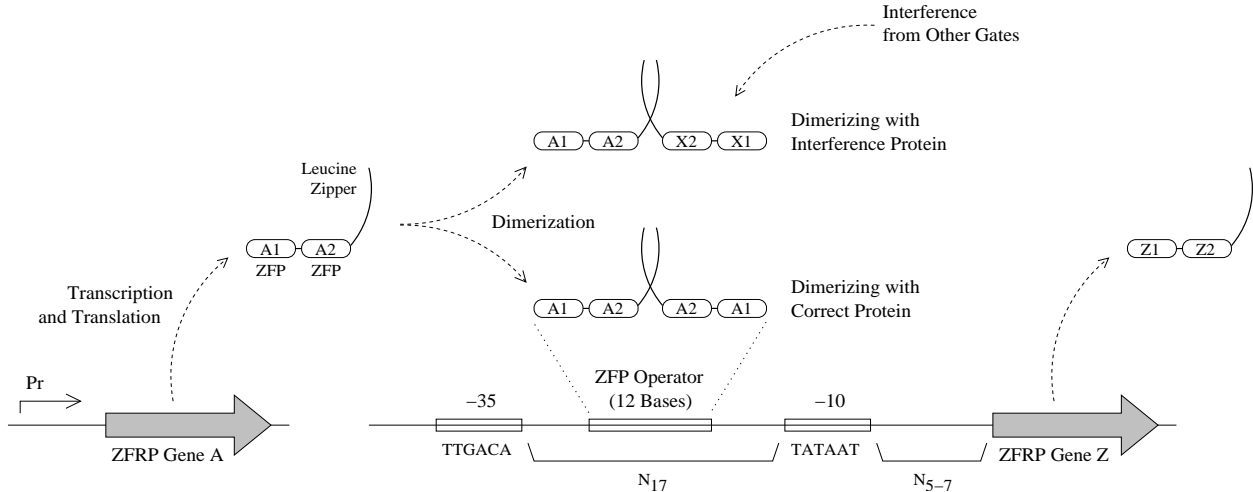 Interference
from Other Gates
A1 A2 X2 X1
Dimerizing with
Interference Protein
Leucine
Zipper
Dimerization
A1 A2
ZFP ZFP
Z1 Z2
Transcription
and Translation
A1 A2 A2 A1
Dimerizing with
Correct Protein
Pr
−35
ZFP Operator
(12 Bases)
−10
ZFRP Gene A
TTGACA
TATAAT
ZFRP Gene Z
N17
N5−7